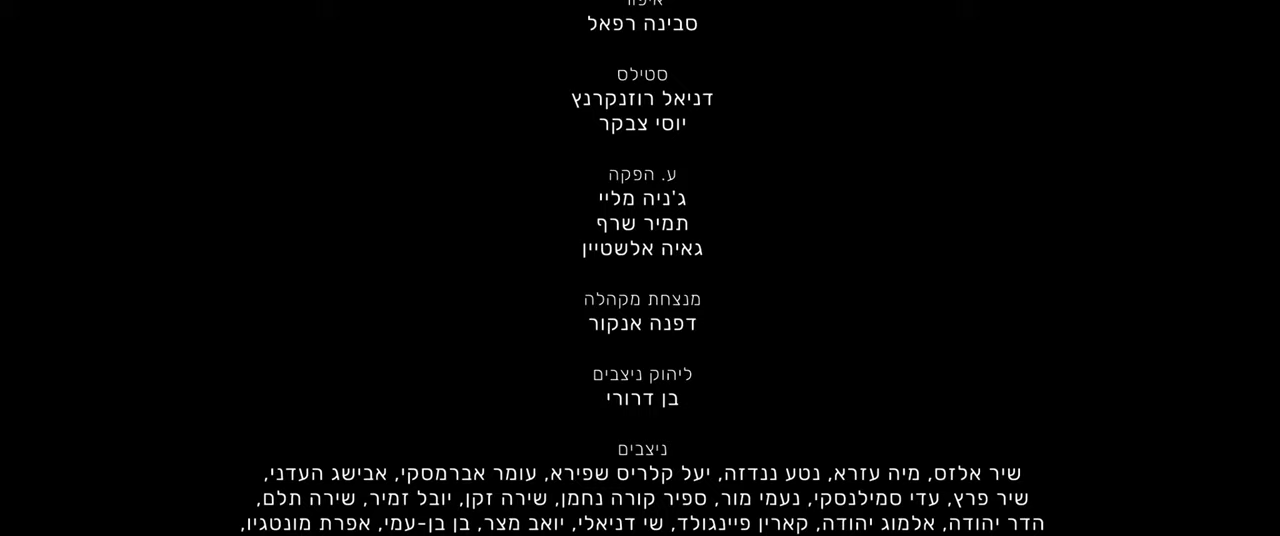 איפור
סבינה רפאל
סטילס
דניאל רוזנקרנץ
יוסי צבקר
ע. הפקה
ג'ניה מליי
תמיר שרף
גאיה אלשטיין
מנצחת מקהלה
דפנה אנקור
ליהוק ניצבים
בן דרורי
ניצבים
שיר אלזס, מיה עזרא, נטע ננדזה, יעל קלריס שפירא, עומר אברמסקי, אבישג העדני,
שיר פרץ, עדי סמילנסקי, נעמי מור, ספיר קורה נחמן, שירה זקן, יובל זמיר, שירה תלם,
הדר יהודה, אלמוג יהודה, קארין פיינגולד, שי דניאלי, יואב מצר, בן בן-עמי, אפרת מונטגיו,